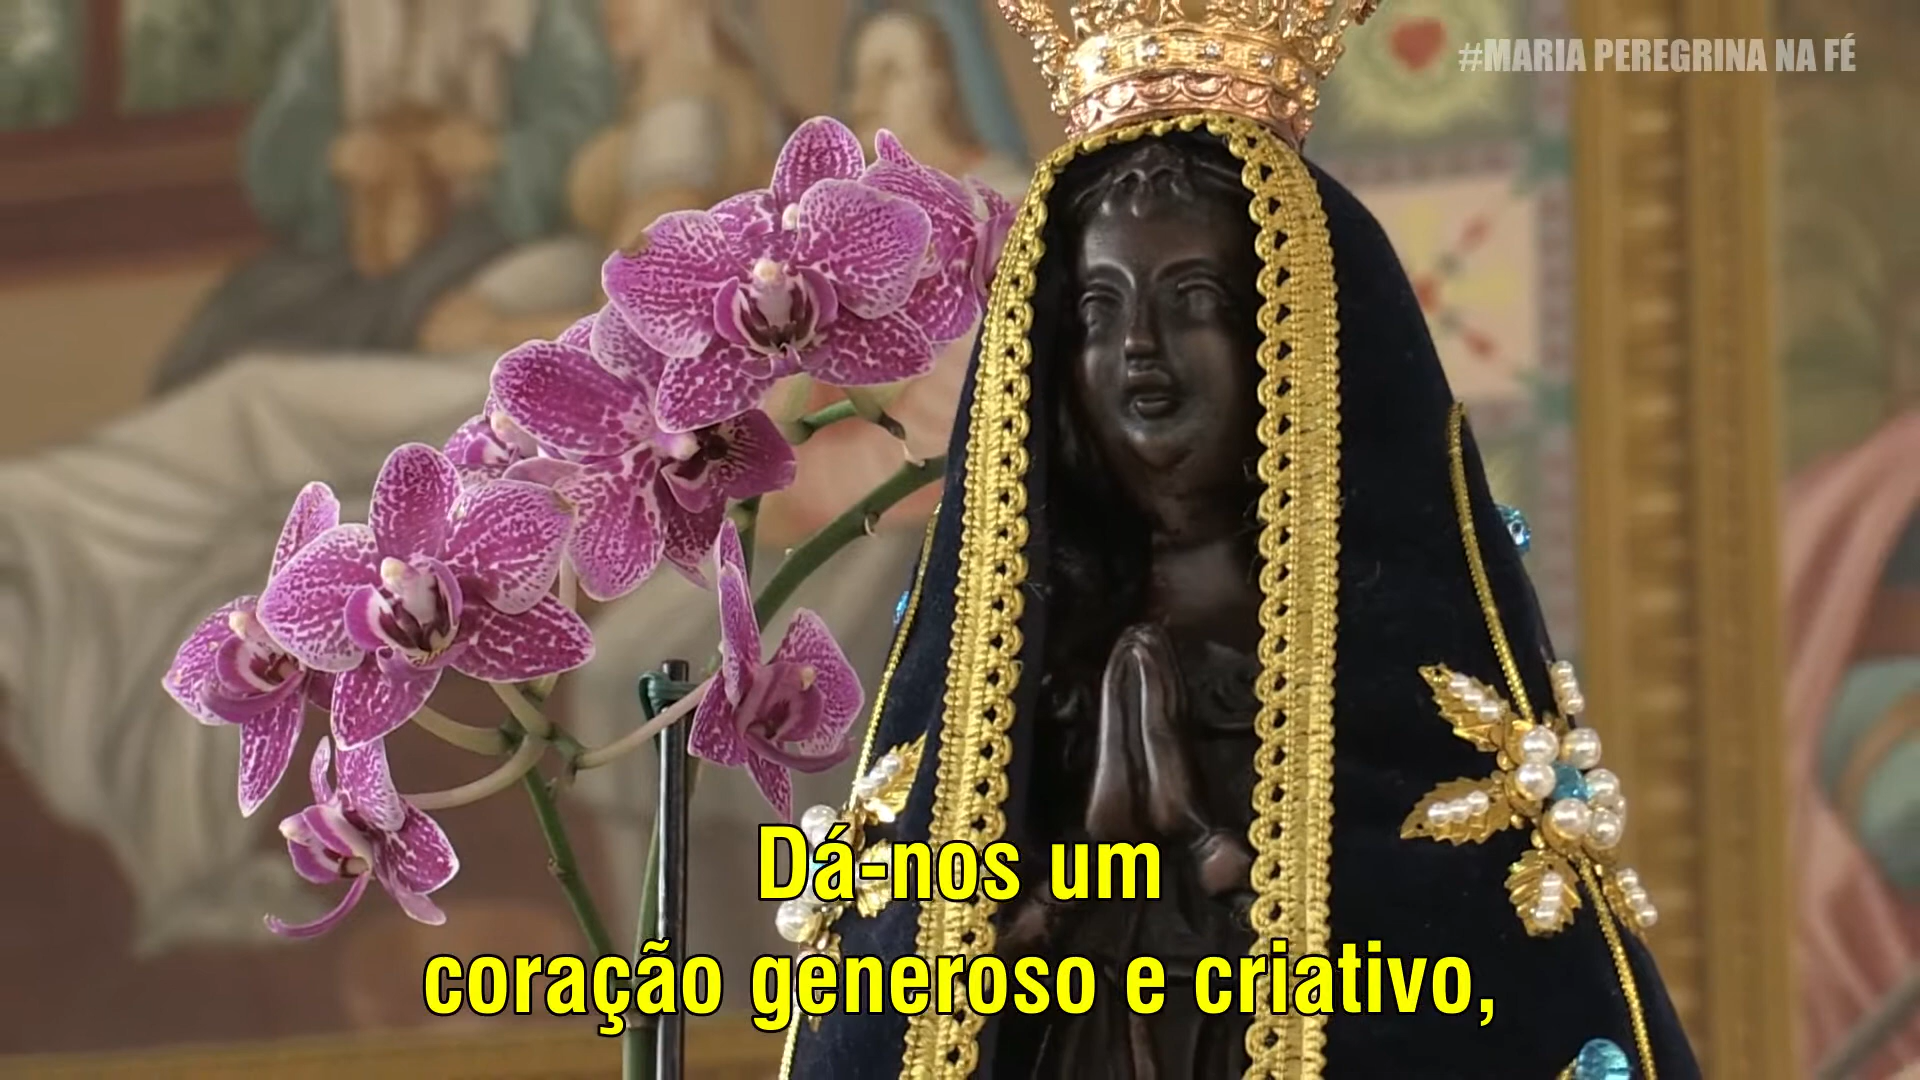 #MARIA PEREGRINA NA FÉ
Dá-nos um
coração generoso e criativo,